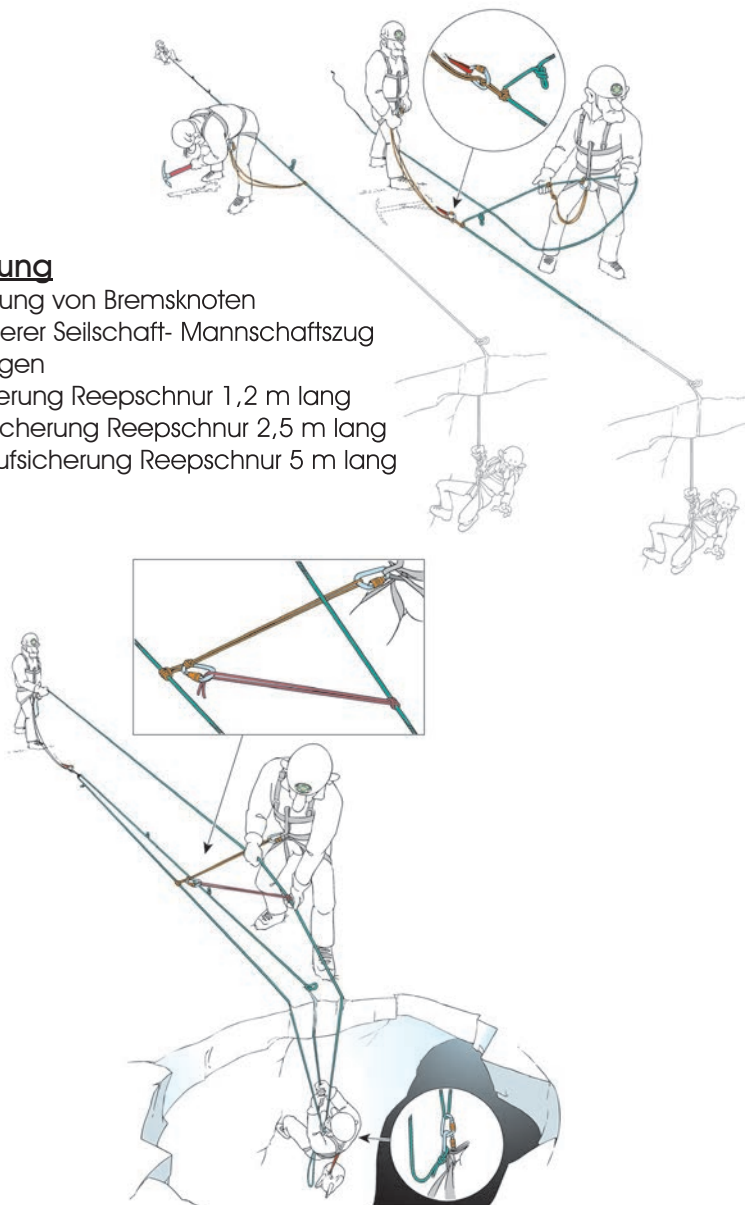 ung
ung von Bremsknoten
erer Seilschaft- Mannschaftszug
gen
erung Reepschnur 1,2 m lang
cherung Reepschnur 2,5 m lang
ufsicherung Reepschnur 5 m lang